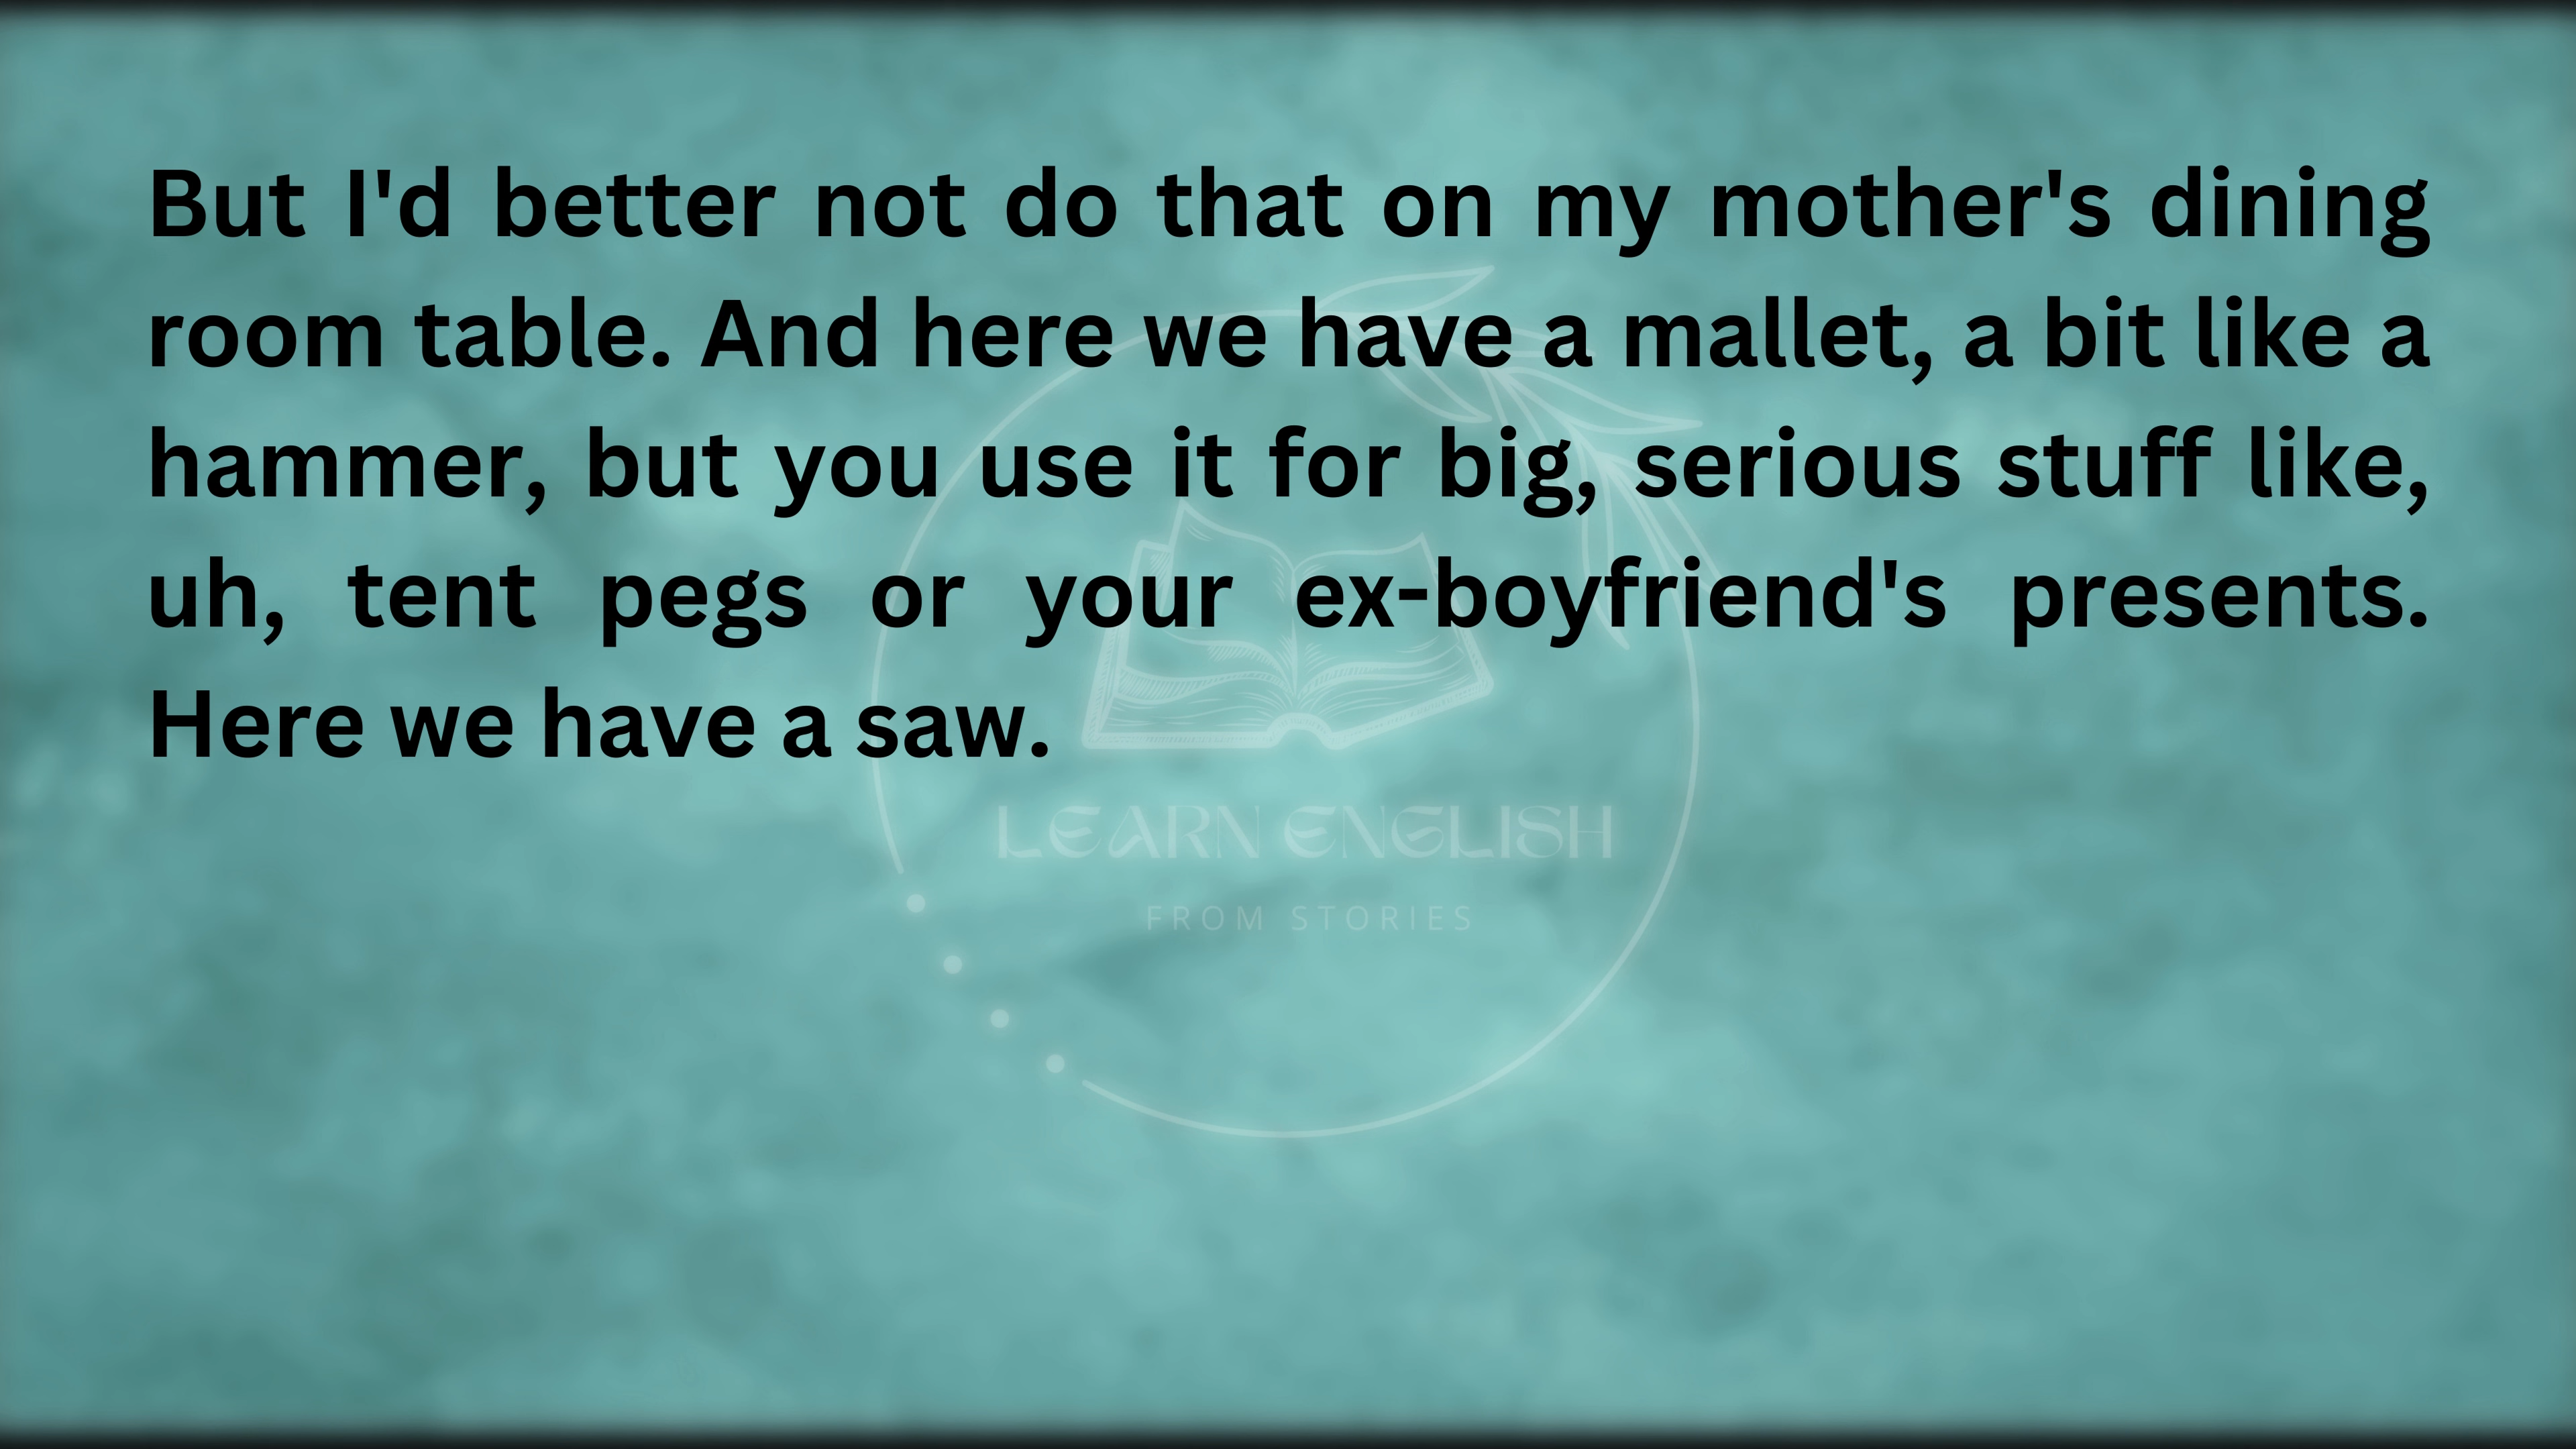 But I'd better not do that on my mother's dining
room table. And here we have a mallet, a bit like a
hammer, but you use it for big, serious stuff like,
uh, tent pegs or your ex-boyfriend's presents.
Here we have a saw.
LEARN ENGLISH
FROM STORIES